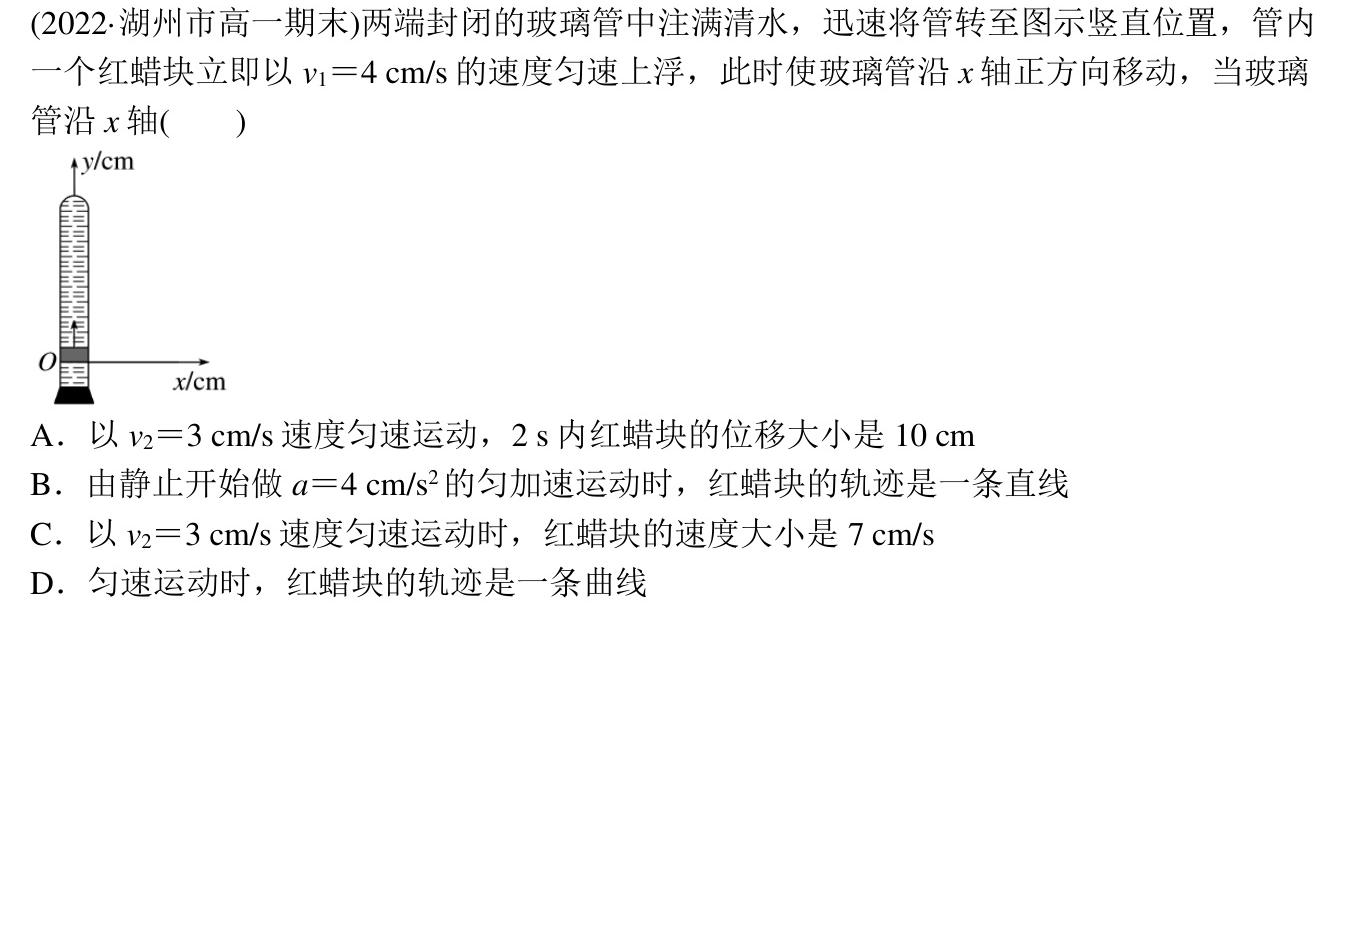 (2022·湖州市高一期末)两端封闭的玻璃管中注满清水，迅速将管转至图示竖直位置，管内
一个红蜡块立即以 v₁＝4 cm/s 的速度匀速上浮，此时使玻璃管沿 x 轴正方向移动，当玻璃
管沿 x 轴(　　)
y/cm
O
x/cm
A．以 v₂＝3 cm/s 速度匀速运动，2 s 内红蜡块的位移大小是 10 cm
B．由静止开始做 a＝4 cm/s² 的匀加速运动时，红蜡块的轨迹是一条直线
C．以 v₂＝3 cm/s 速度匀速运动时，红蜡块的速度大小是 7 cm/s
D．匀速运动时，红蜡块的轨迹是一条曲线